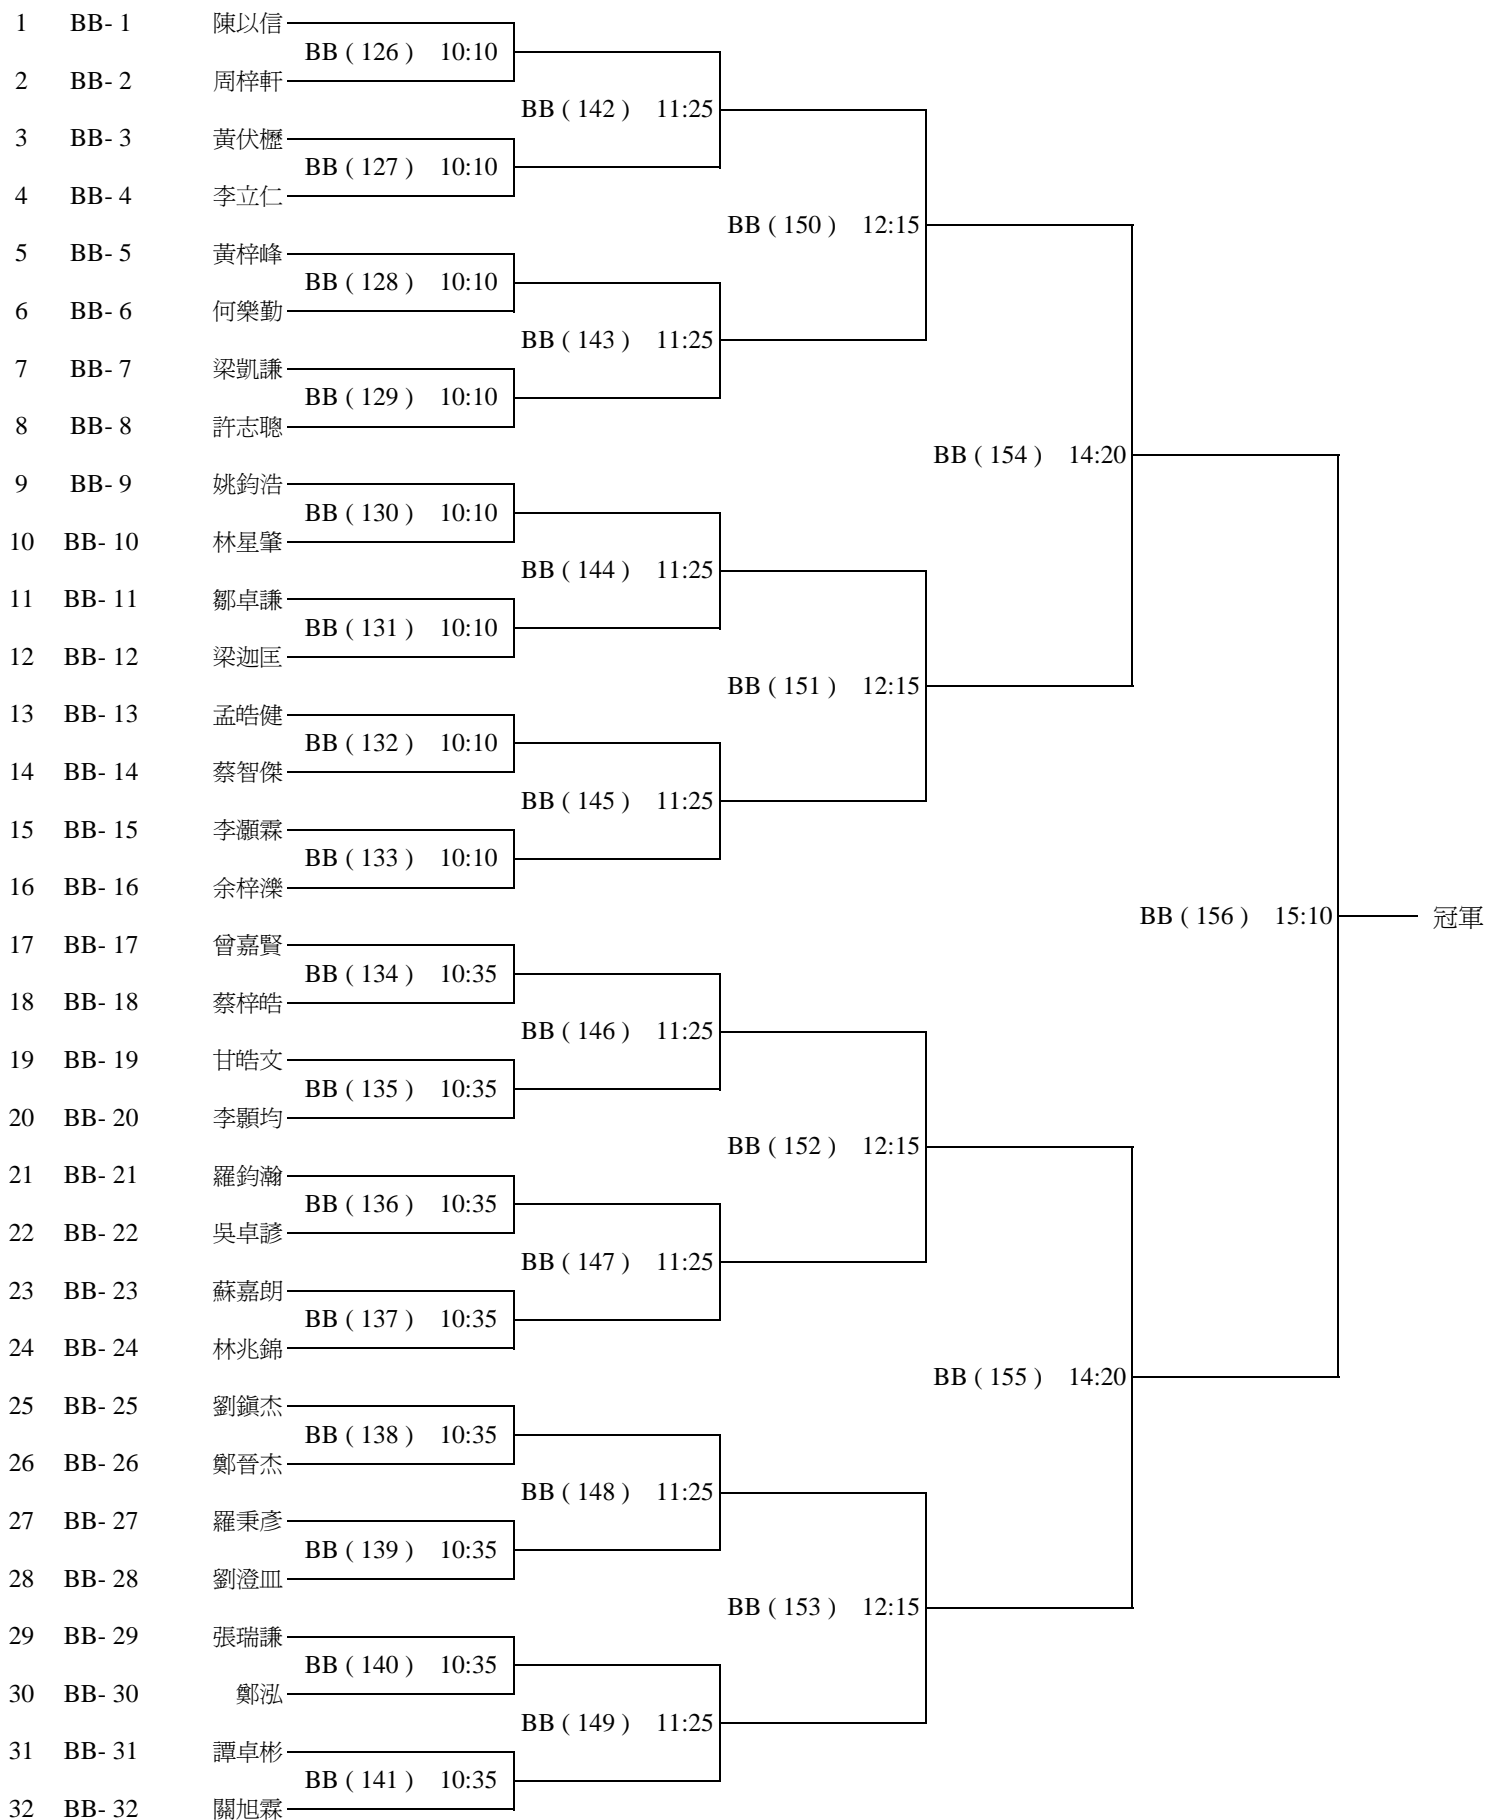 1 BB- 1 陳以信
BB ( 126 ) 10:10
2 BB- 2 周梓軒
BB ( 142 ) 11:25
3 BB- 3 黃伏櫪
BB ( 127 ) 10:10
4 BB- 4 李立仁
BB ( 150 ) 12:15
5 BB- 5 黃梓峰
BB ( 128 ) 10:10
6 BB- 6 何樂勤
BB ( 143 ) 11:25
7 BB- 7 梁凱謙
BB ( 129 ) 10:10
8 BB- 8 許志聰
BB ( 154 ) 14:20
9 BB- 9 姚鈞浩
BB ( 130 ) 10:10
10 BB- 10 林星肇
BB ( 144 ) 11:25
11 BB- 11 鄒卓謙
BB ( 131 ) 10:10
12 BB- 12 梁迦匡
BB ( 151 ) 12:15
13 BB- 13 孟皓健
BB ( 132 ) 10:10
14 BB- 14 蔡智傑
BB ( 145 ) 11:25
15 BB- 15 李灝霖
BB ( 133 ) 10:10
16 BB- 16 余梓濼
BB ( 156 ) 15:10 冠軍
17 BB- 17 曾嘉賢
BB ( 134 ) 10:35
18 BB- 18 蔡梓皓
BB ( 146 ) 11:25
19 BB- 19 甘皓文
BB ( 135 ) 10:35
20 BB- 20 李顥均
BB ( 152 ) 12:15
21 BB- 21 羅鈞瀚
BB ( 136 ) 10:35
22 BB- 22 吳卓諺
BB ( 147 ) 11:25
23 BB- 23 蘇嘉朗
BB ( 137 ) 10:35
24 BB- 24 林兆錦
BB ( 155 ) 14:20
25 BB- 25 劉鎮杰
BB ( 138 ) 10:35
26 BB- 26 鄭晉杰
BB ( 148 ) 11:25
27 BB- 27 羅秉彥
BB ( 139 ) 10:35
28 BB- 28 劉澄皿
BB ( 153 ) 12:15
29 BB- 29 張瑞謙
BB ( 140 ) 10:35
30 BB- 30 鄭泓
BB ( 149 ) 11:25
31 BB- 31 譚卓彬
BB ( 141 ) 10:35
32 BB- 32 關旭霖